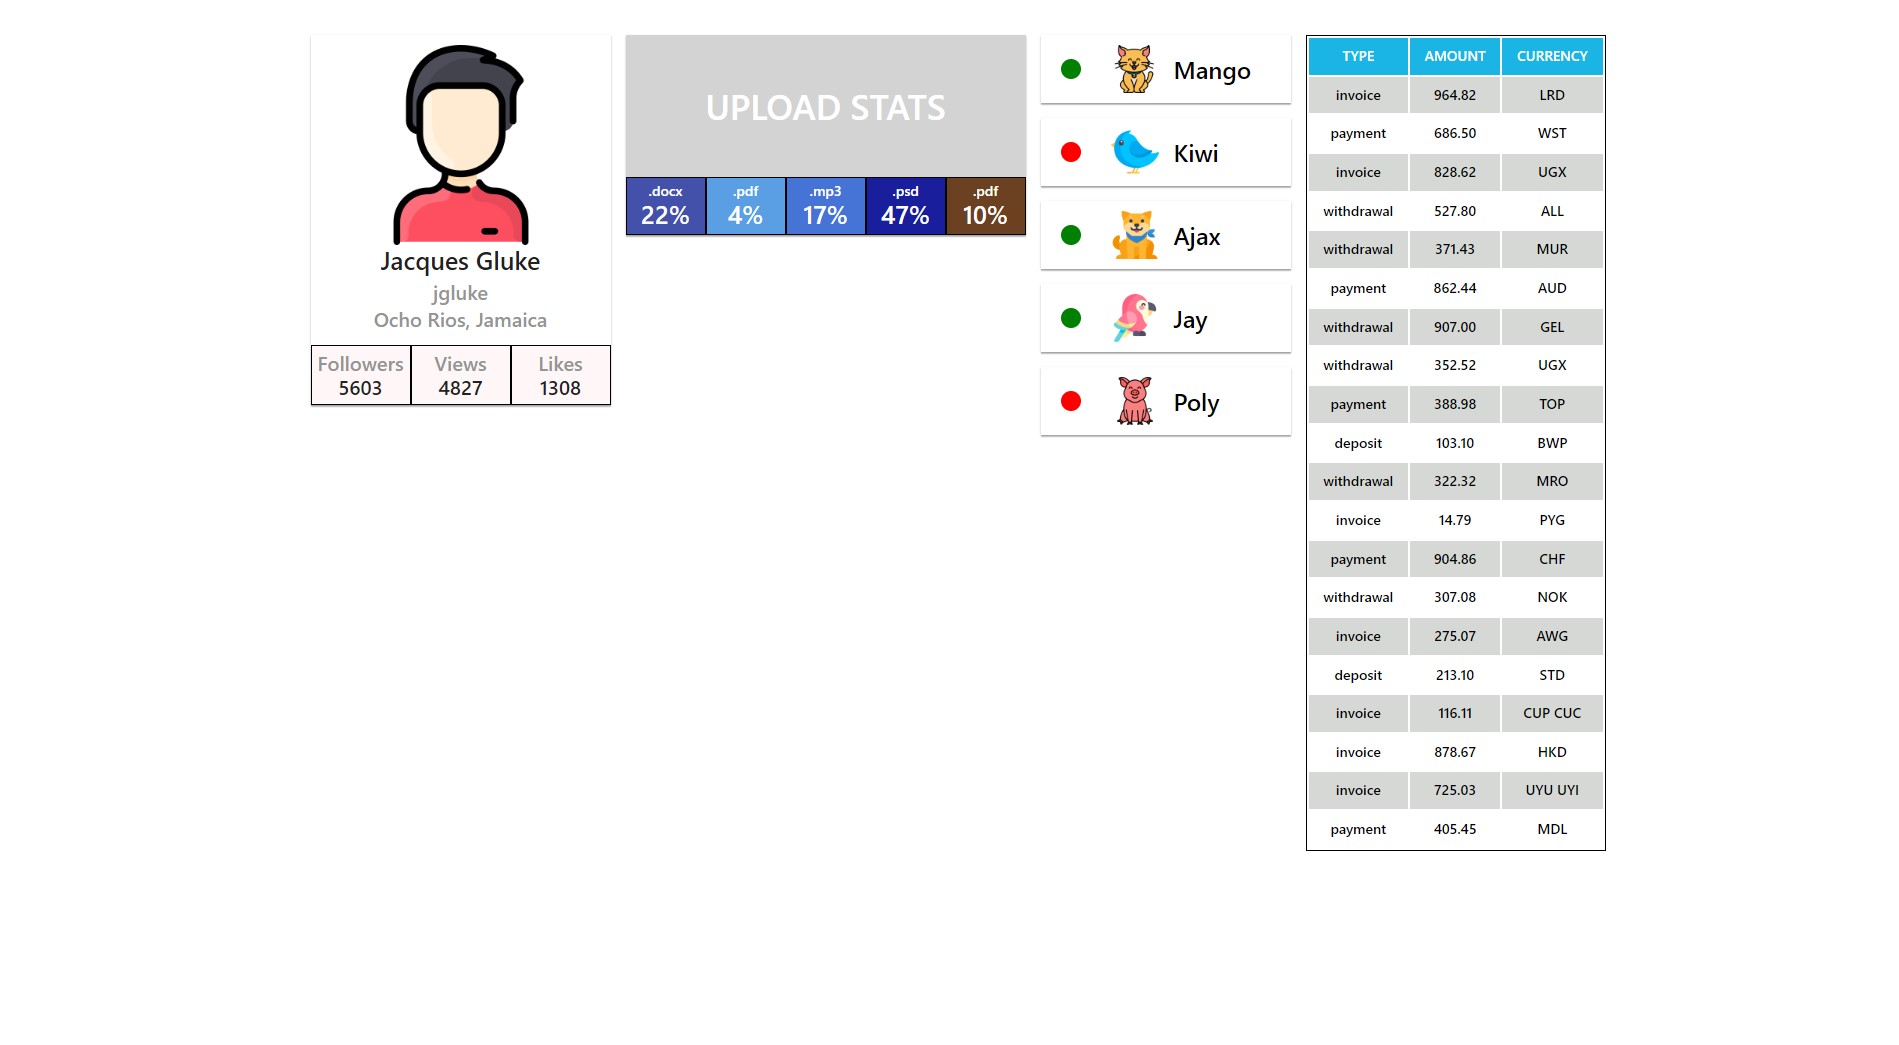 Jacques Gluke
jgluke
Ocho Rios, Jamaica
Followers Views Likes
5603 4827 1308
UPLOAD STATS
.docx .pdf .mp3 .psd .pdf
22% 4% 17% 47% 10%
Mango
Kiwi
Ajax
Jay
Poly
TYPE AMOUNT CURRENCY
invoice 964.82 LRD
payment 686.50 WST
invoice 828.62 UGX
withdrawal 527.80 ALL
withdrawal 371.43 MUR
payment 862.44 AUD
withdrawal 907.00 GEL
withdrawal 352.52 UGX
payment 388.98 TOP
deposit 103.10 BWP
withdrawal 322.32 MRO
invoice 14.79 PYG
payment 904.86 CHF
withdrawal 307.08 NOK
invoice 275.07 AWG
deposit 213.10 STD
invoice 116.11 CUP CUC
invoice 878.67 HKD
invoice 725.03 UYU UYI
payment 405.45 MDL